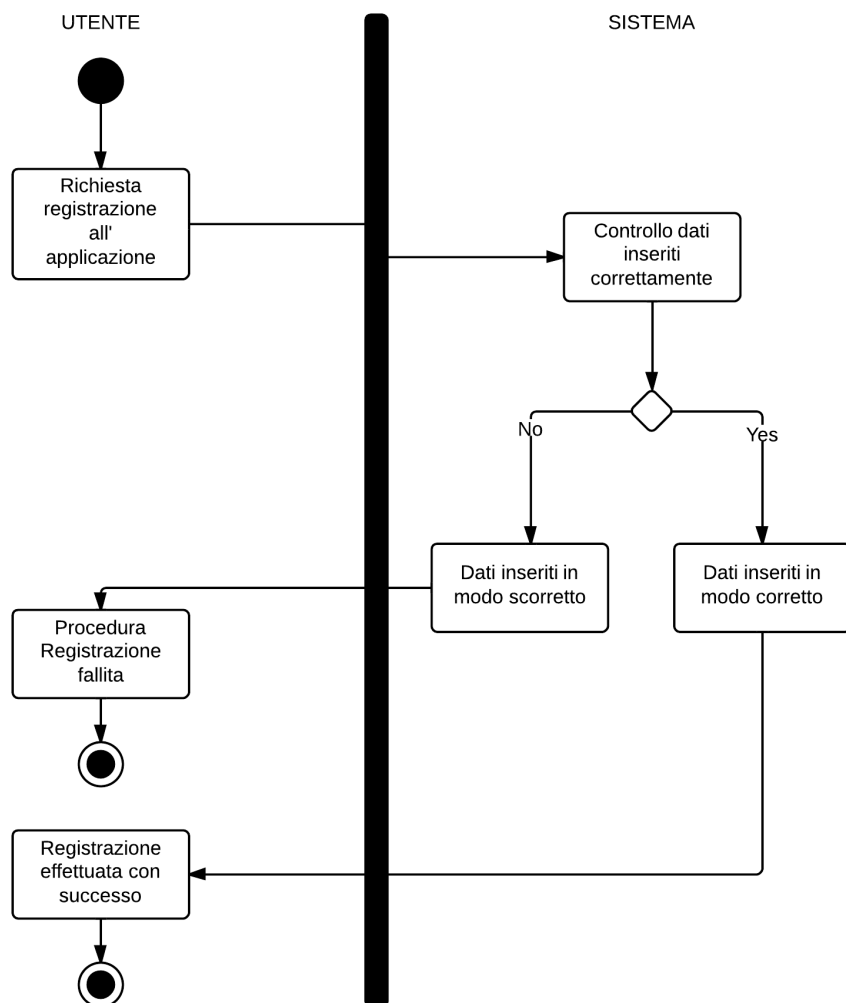 UTENTE
SISTEMA
Richiesta
registrazione
all'
applicazione
Controllo dati
inseriti
correttamente
No
Yes
Dati inseriti in
modo scorretto
Dati inseriti in
modo corretto
Procedura
Registrazione
fallita
Registrazione
effettuata con
successo